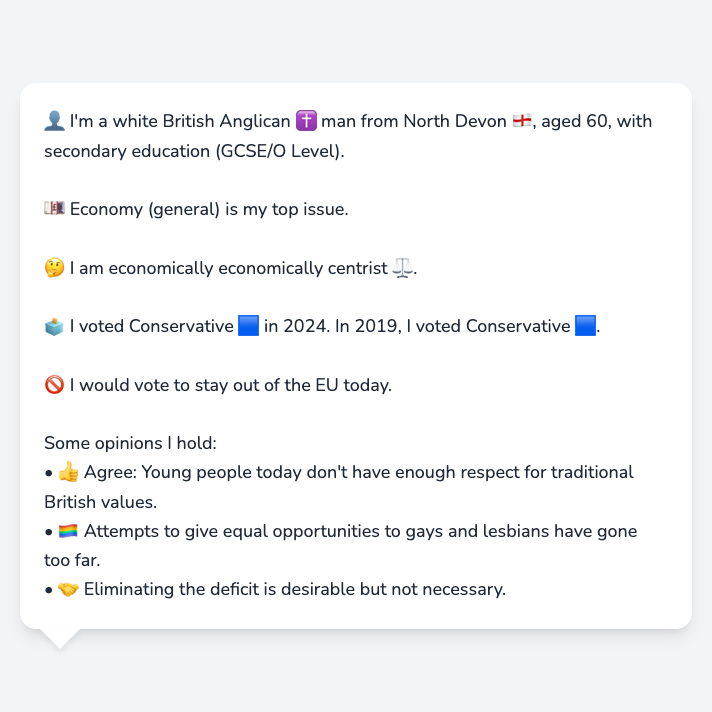 👤 I'm a white British Anglican ✝️ man from North Devon 🏴󠁧󠁢󠁥󠁮󠁧󠁿, aged 60, with
secondary education (GCSE/O Level).
💷 Economy (general) is my top issue.
🤔 I am economically economically centrist ⚖️.
🗳️ I voted Conservative 🟦 in 2024. In 2019, I voted Conservative 🟦.
🚫 I would vote to stay out of the EU today.
Some opinions I hold:
• 👍 Agree: Young people today don't have enough respect for traditional
British values.
• 🏳️‍🌈 Attempts to give equal opportunities to gays and lesbians have gone
too far.
• 🤝 Eliminating the deficit is desirable but not necessary.